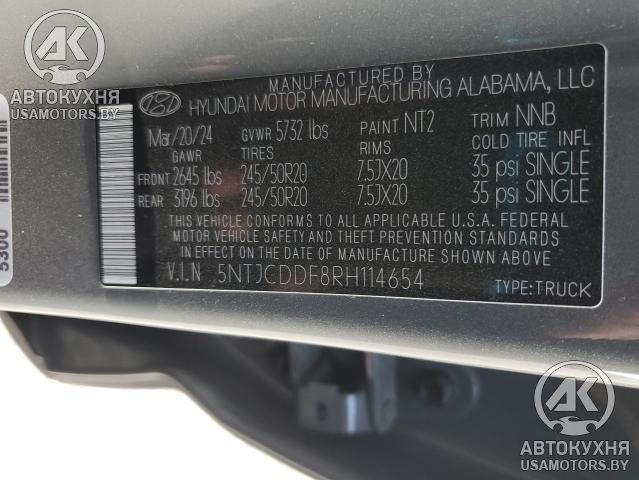 АК
АВТОКУХНЯ
USAMOTORS.BY
5300
MANUFACTURED BY
HYUNDAI MOTOR MANUFACTURING ALABAMA, LLC
Mar/20/24 GVWR 5732 lbs PAINT NT2 TRIM NNB
GAWR TIRES RIMS COLD TIRE INFL
FRONT 2645 lbs 245/50R20 7.5JX20 35 psi SINGLE
REAR 3196 lbs 245/50R20 7.5JX20 35 psi SINGLE
THIS VEHICLE CONFORMS TO ALL APPLICABLE U.S.A. FEDERAL
MOTOR VEHICLE SAFETY AND THEFT PREVENTION STANDARDS
IN EFFECT ON THE DATE OF MANUFACTURE SHOWN ABOVE
V.I.N 5NTJCDDF8RH114654 TYPE:TRUCK
АК
АВТОКУХНЯ
USAMOTORS.BY